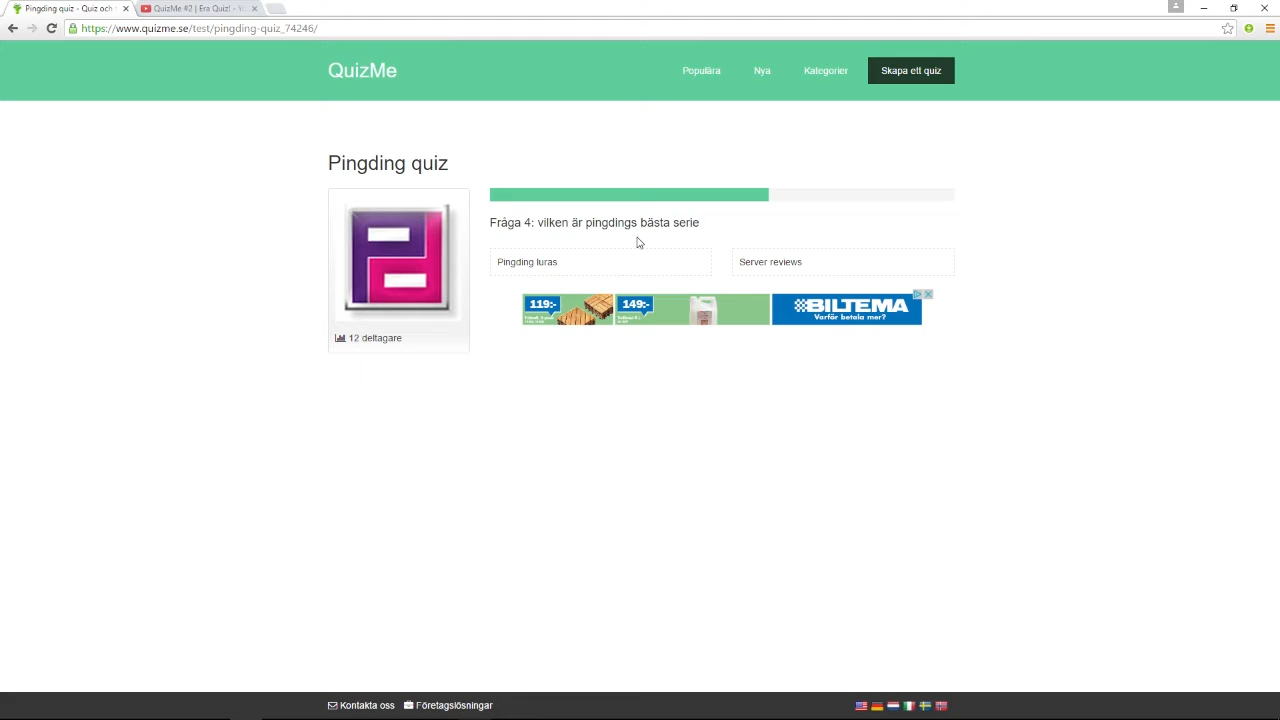 Pingding quiz - Quiz och
QuizMe #2 | Era Quiz! -
https://www.quizme.se/test/pingding-quiz_74246/
QuizMe
Populära
Nya
Kategorier
Skapa ett quiz
Pingding quiz
Fråga 4: vilken är pingdings bästa serie
Pingding luras
Server reviews
119:-
149:-
BILTEMA
Varför betala mer?
12 deltagare
Kontakta oss
Företagslösningar